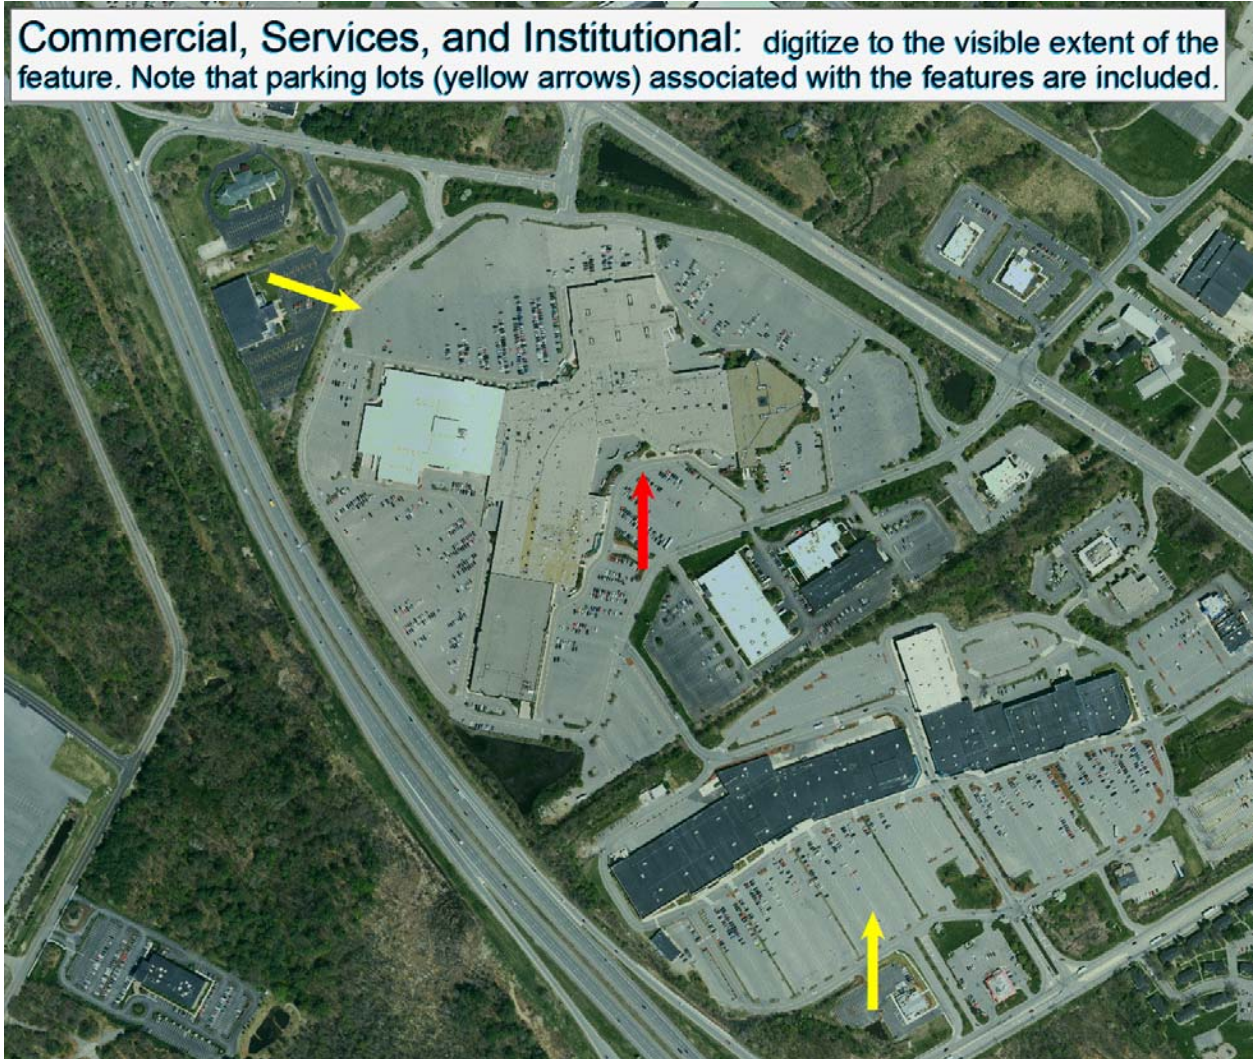 Commercial, Services, and Institutional: digitize to the visible extent of the
feature. Note that parking lots (yellow arrows) associated with the features are included.